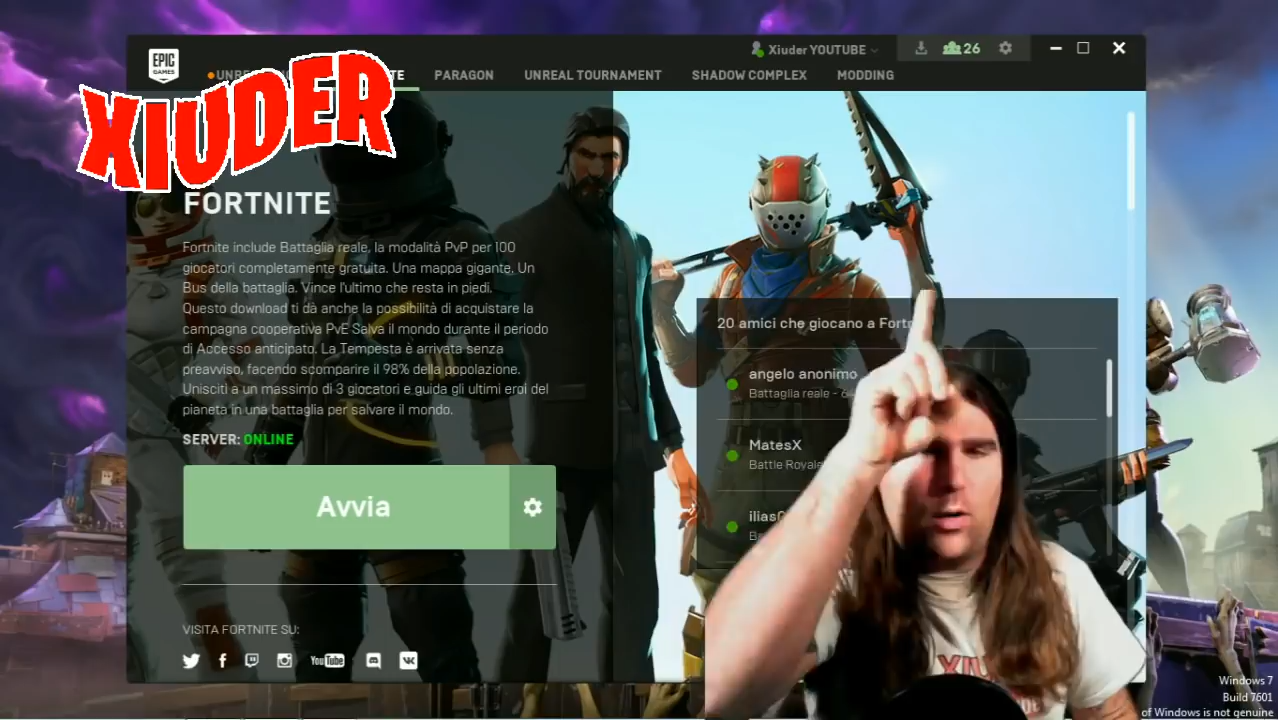 EPIC
GAMES
Xiuder YOUTUBE
26
PARAGON
UNREAL TOURNAMENT
SHADOW COMPLEX
MODDING
XIUDER
FORTNITE
Fortnite include Battaglia reale, la modalità PvP per 100
giocatori completamente gratuita. Una mappa gigante. Un
Bus della battaglia. Vince l'ultimo che resta in piedi.
Questo download ti dà anche la possibilità di acquistare la
campagna cooperativa PvE Salva il mondo durante il periodo
di Accesso anticipato. La Tempesta è arrivata senza
preavviso, facendo scomparire il 98% della popolazione.
Unisciti a un massimo di 3 giocatori e guida gli ultimi eroi del
pianeta in una battaglia per salvare il mondo.
SERVER: ONLINE
Avvia
VISITA FORTNITE SU:
You Tube
20 amici che giocano a
angelo anonimo
Battaglia reale -
MatesX
Battle Royale
Windows 7
Build 7601
of Windows is not genuine